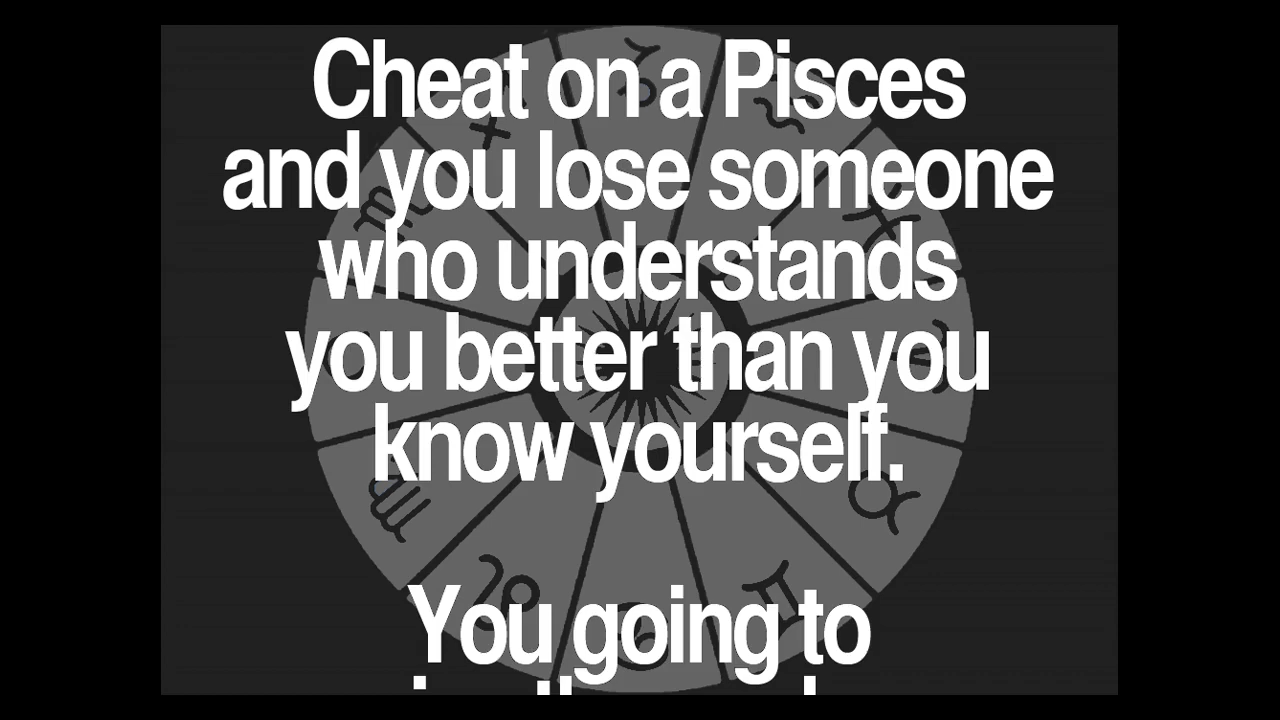 Cheat on a Pisces
and you lose someone
who understands
you better than you
know yourself.
You going to